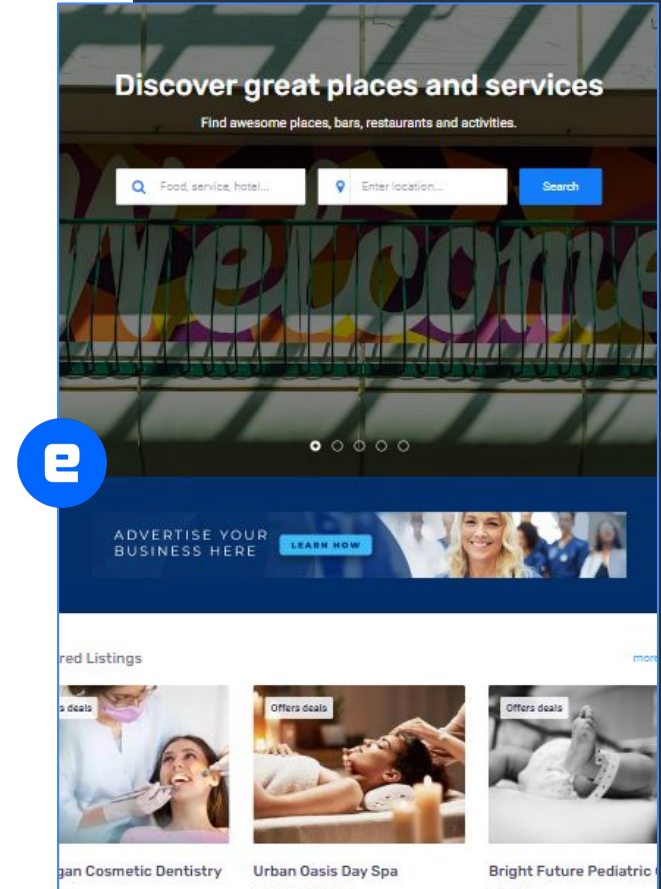 Discover great places and services
Find awesome places, bars, restaurants and activities.
Food, service, hotel...
Enter location...
Search
Welcome
e
ADVERTISE YOUR
BUSINESS HERE
LEARN HOW
red Listings
more
s deals
Offers deals
Offers deals
gan Cosmetic Dentistry
Urban Oasis Day Spa
Bright Future Pediatric